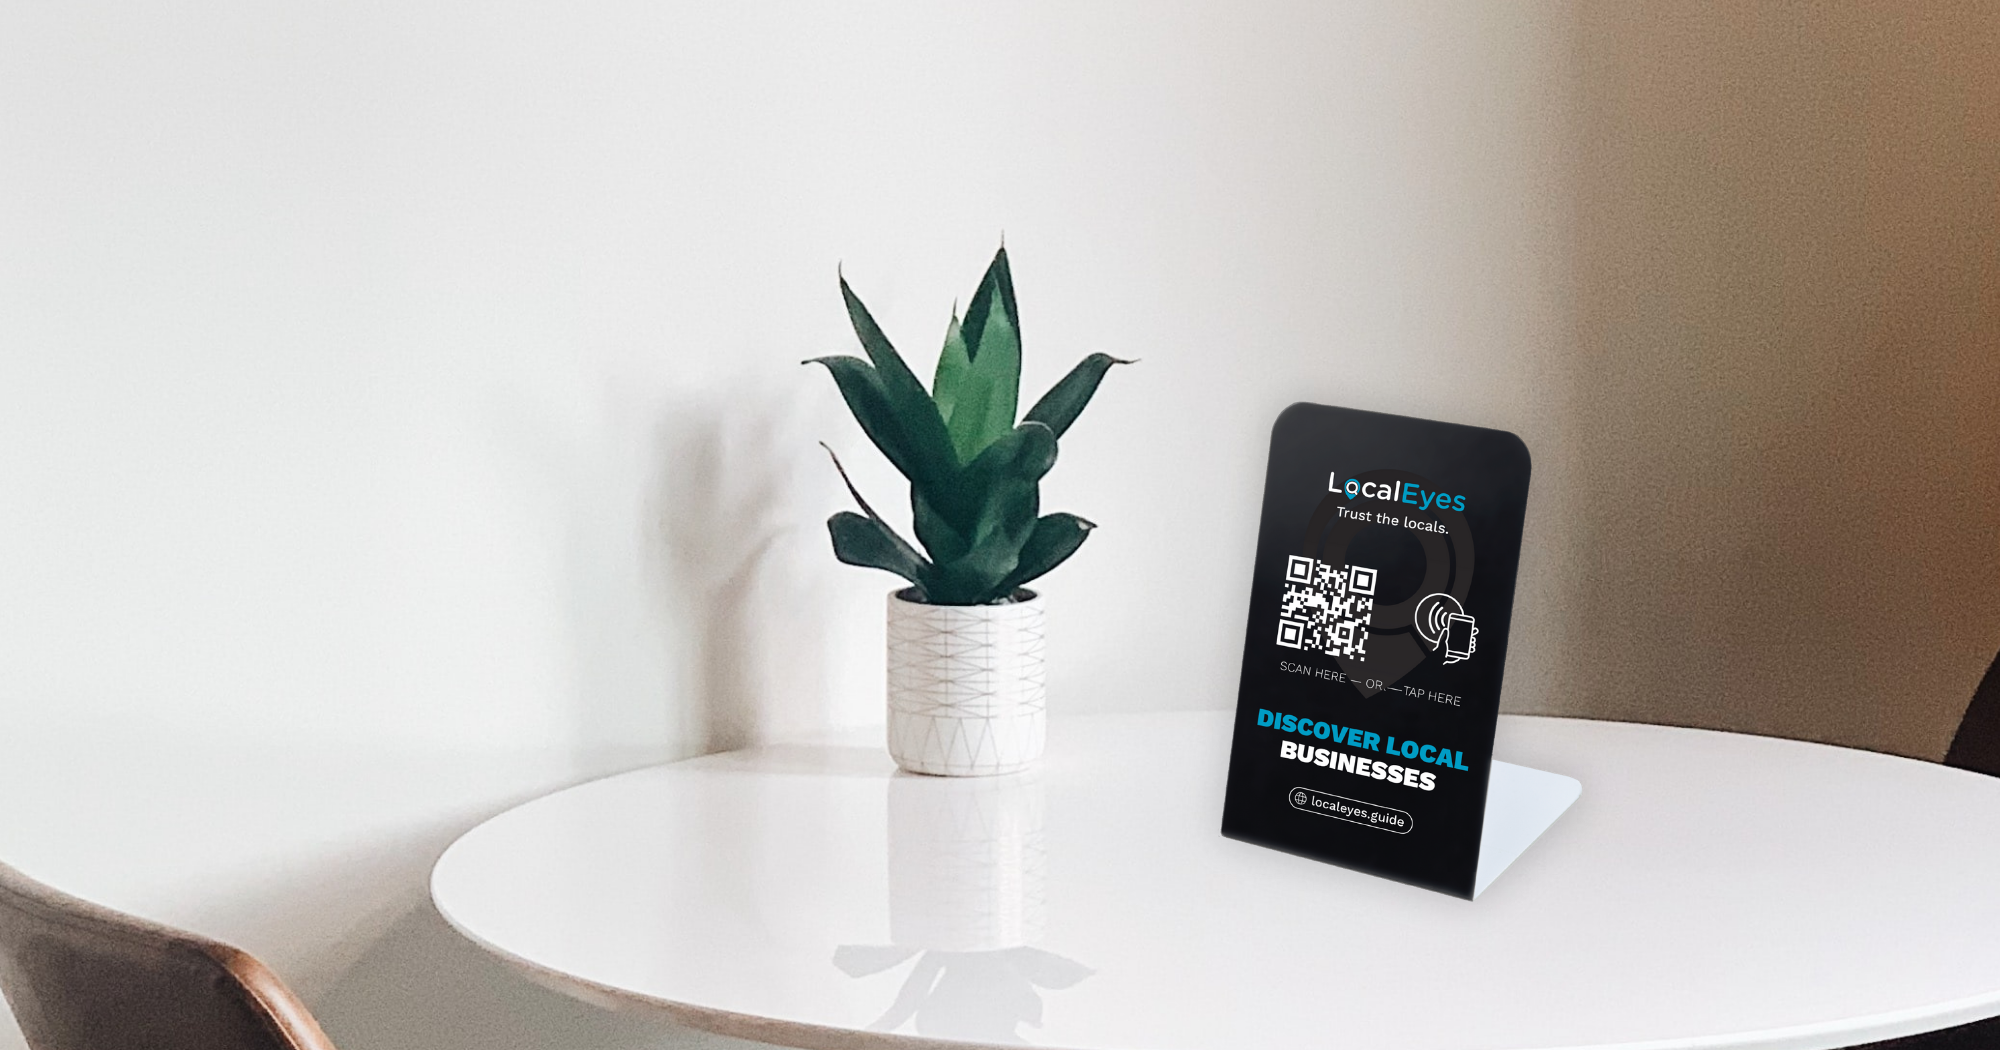 LocalEyes
Trust the locals.
SCAN HERE — OR — TAP HERE
DISCOVER LOCAL
BUSINESSES
localeyes.guide